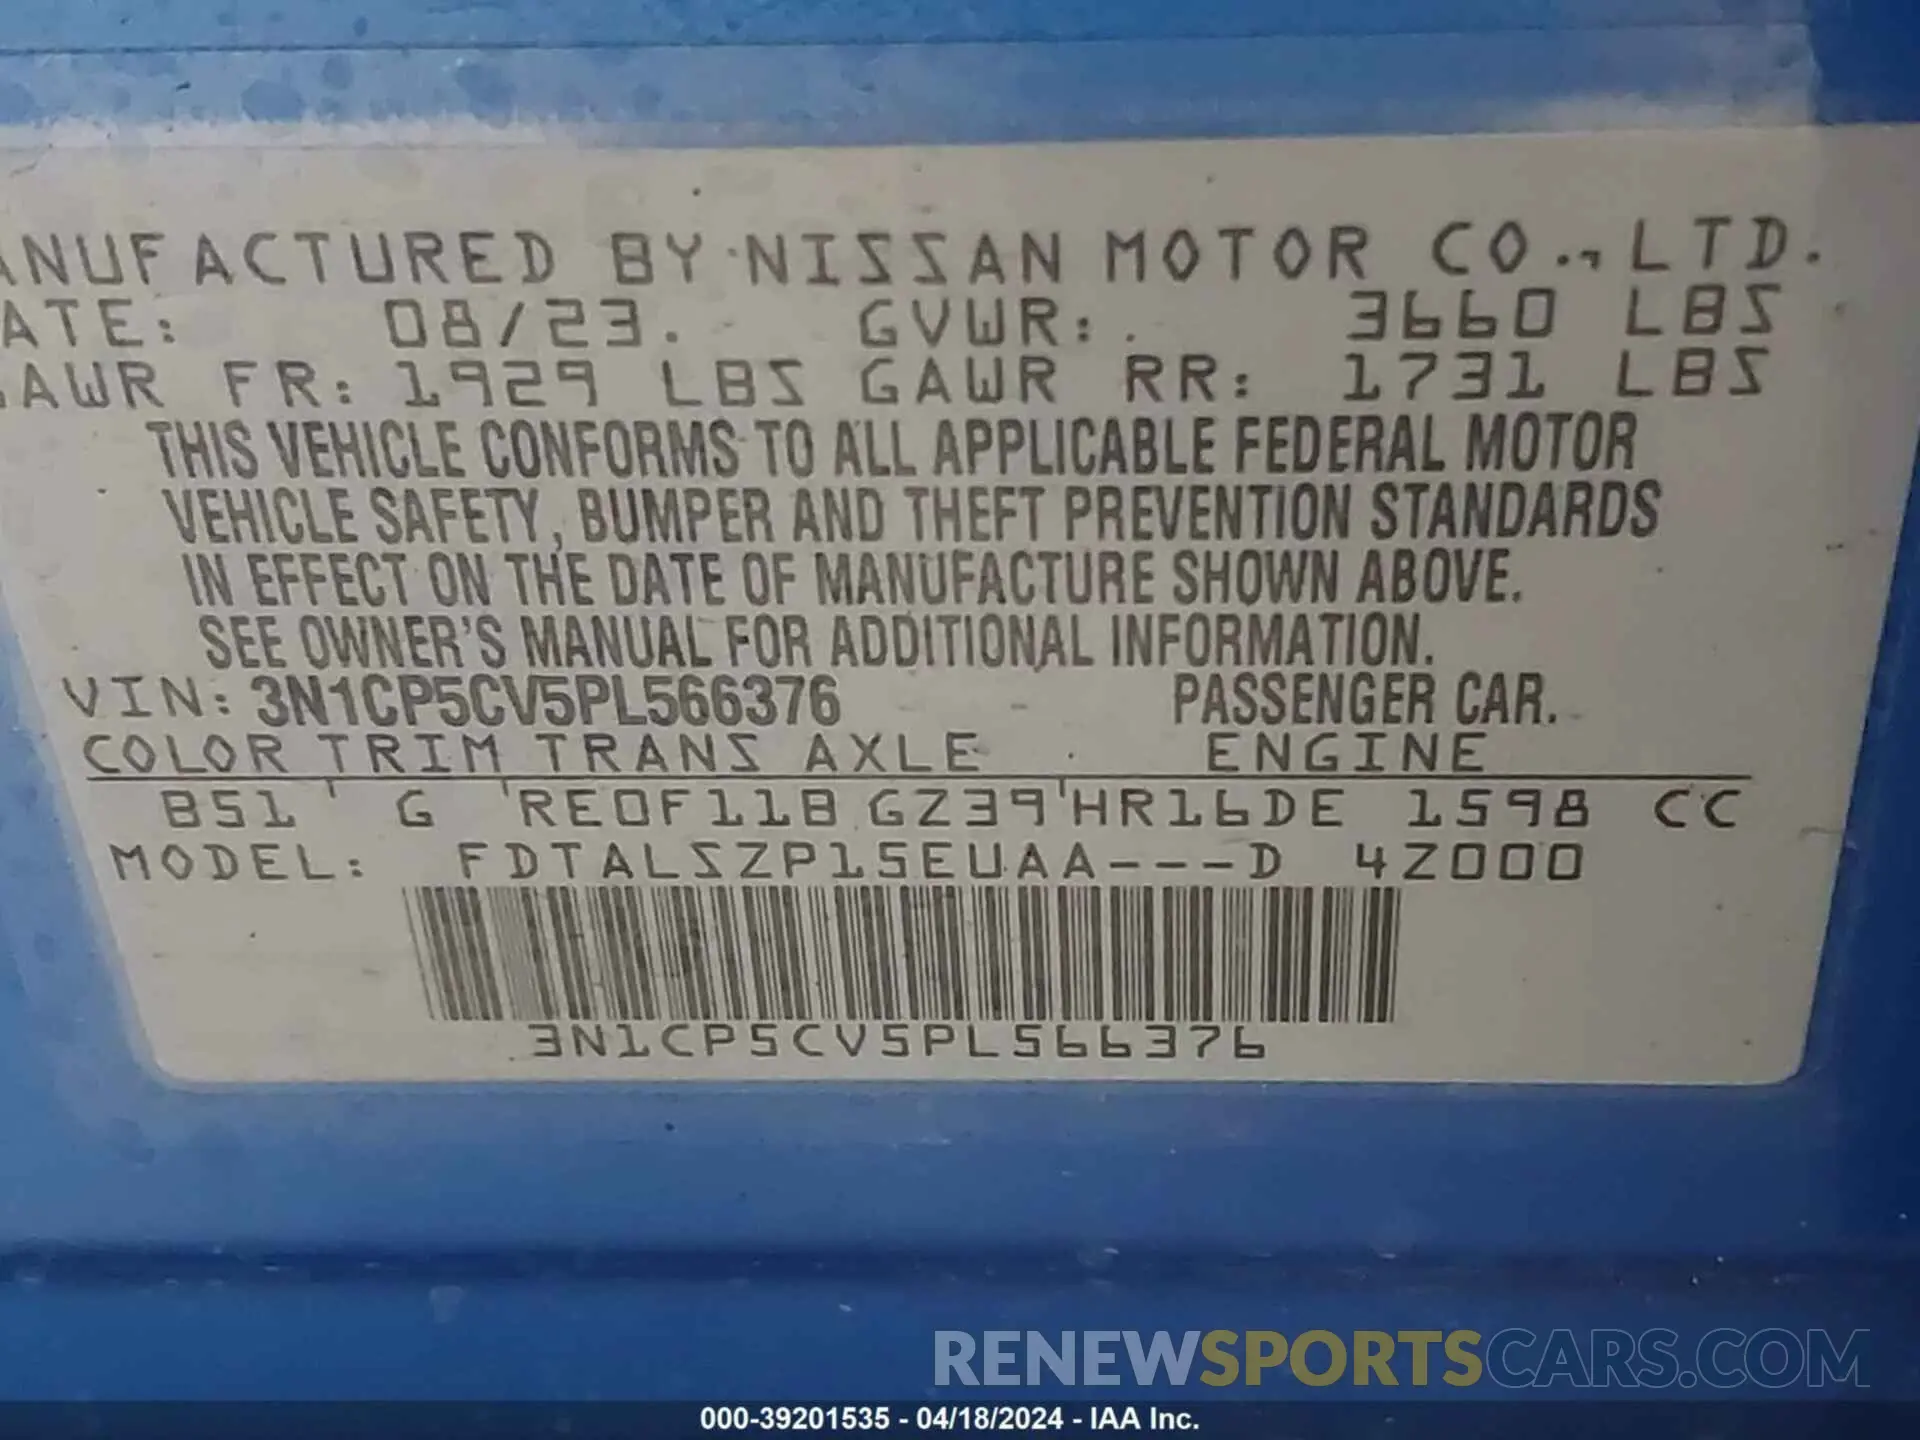 ANUFACTURED BY NISSAN MOTOR CO., LTD.
ATE: 08/23. GVWR: 3660 LBS
GAWR FR: 1929 LBS GAWR RR: 1731 LBS
THIS VEHICLE CONFORMS TO ALL APPLICABLE FEDERAL MOTOR
VEHICLE SAFETY, BUMPER AND THEFT PREVENTION STANDARDS
IN EFFECT ON THE DATE OF MANUFACTURE SHOWN ABOVE.
SEE OWNER'S MANUAL FOR ADDITIONAL INFORMATION.
VIN: 3N1CP5CV5PL566376 PASSENGER CAR.
COLOR TRIM TRANS AXLE ENGINE
B51 G RE0F11B GZ39 HR16DE 1598 CC
MODEL: FDTALSZP15EUAA---D 4Z000
3N1CP5CV5PL566376
RENEWSPORTSCARS.COM
000-39201535 - 04/18/2024 - IAA Inc.